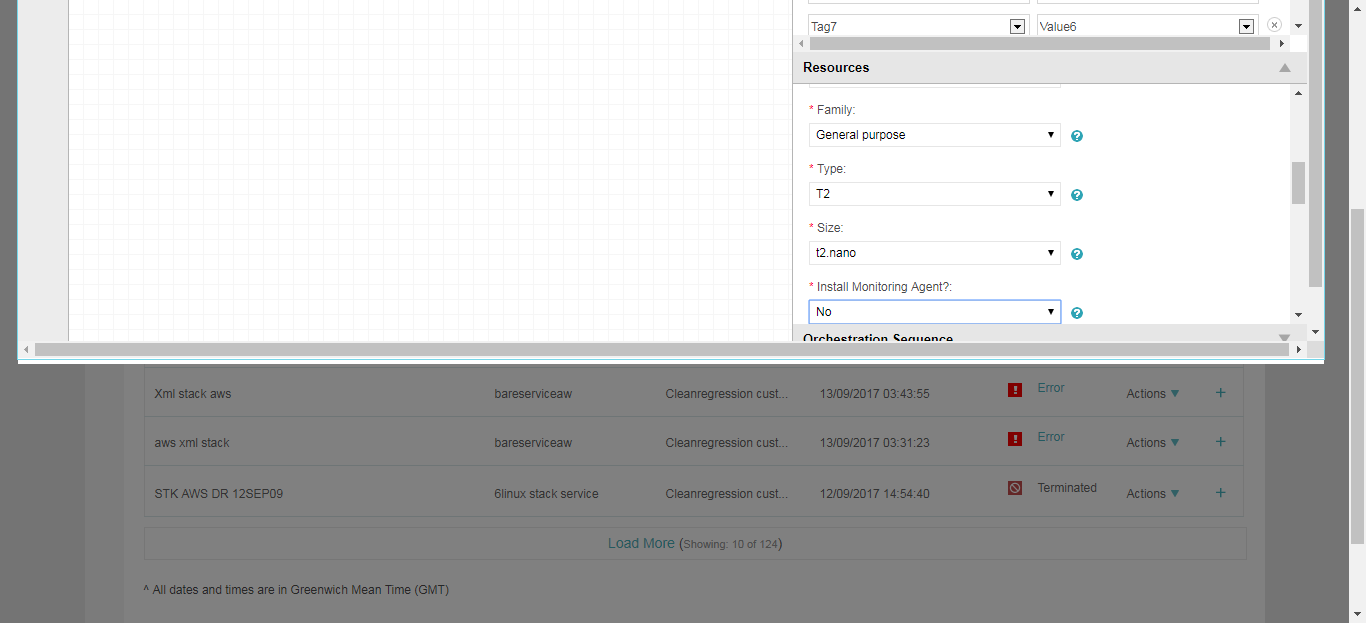 Tag7 Value6
Resources
* Family:
General purpose
* Type:
T2
* Size:
t2.nano
* Install Monitoring Agent?:
No
Orchestration Sequence
Xml stack aws bareserviceaw Cleanregression cust... 13/09/2017 03:43:55 Error Actions
aws xml stack bareserviceaw Cleanregression cust... 13/09/2017 03:31:23 Error Actions
STK AWS DR 12SEP09 6linux stack service Cleanregression cust... 12/09/2017 14:54:40 Terminated Actions
Load More (Showing: 10 of 124)
^ All dates and times are in Greenwich Mean Time (GMT)